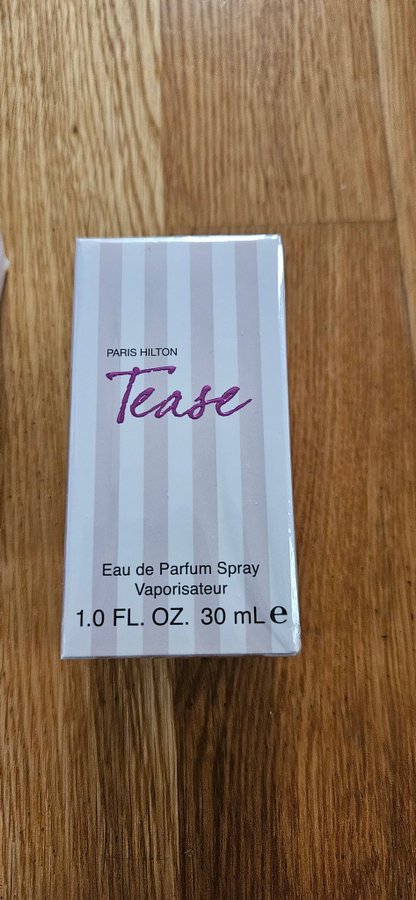 PARIS HILTON
Tease
Eau de Parfum Spray
Vaporisateur
1.0 FL. OZ. 30 mL ℮